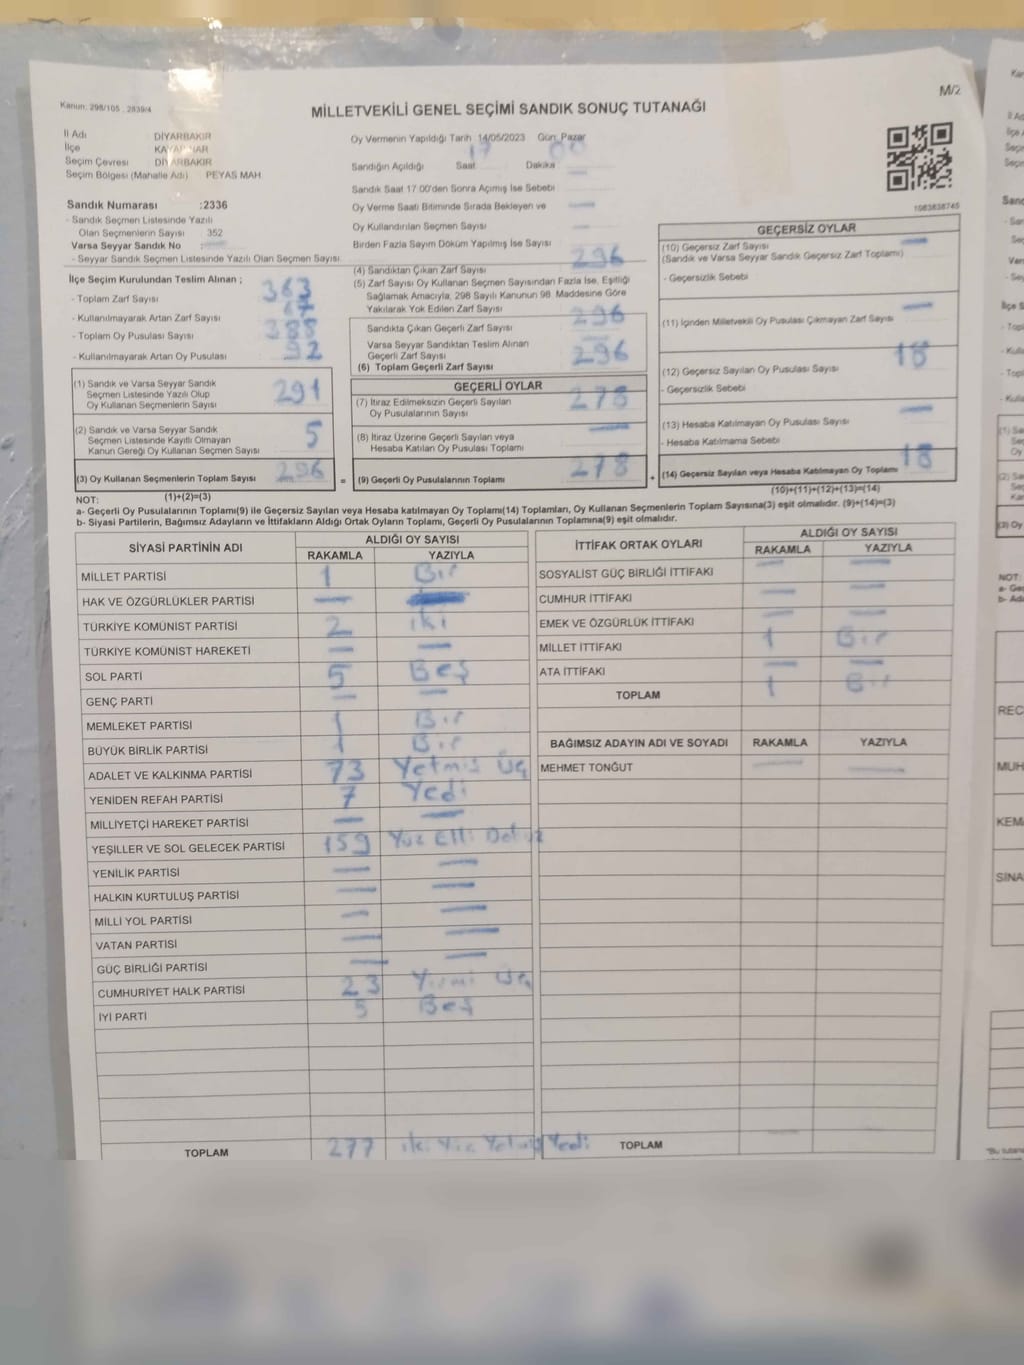 Kanun: 298/105 , 2839/4
M/2
MİLLETVEKİLİ GENEL SEÇİMİ SANDIK SONUÇ TUTANAĞI
İl Adı DİYARBAKIR
İlçe
Seçim Çevresi DİYARBAKIR
Seçim Bölgesi (Mahalle Adı) PEYAS MAH.
Sandık Numarası :2336
- Sandık Seçmen Listesinde Yazılı
Olan Seçmenlerin Sayısı 352
Varsa Seyyar Sandık No :
- Seyyar Sandık Seçmen Listesinde Yazılı Olan Seçmen Sayısı
Oy Vermenin Yapıldığı Tarih 14/05/2023 Gün Pazar
Sandığın Açıldığı Saat 17 Dakika 00
Sandık Saat 17.00'den Sonra Açımış İse Sebebi
Oy Verme Saati Bitiminde Sırada Bekleyen ve
Oy Kullandırılan Seçmen Sayısı
Birden Fazla Sayım Döküm Yapılmış İse Sayısı
1083838745
İlçe Seçim Kurulundan Teslim Alınan ;
- Toplam Zarf Sayısı 363
- Kullanılmayarak Artan Zarf Sayısı 67
- Toplam Oy Pusulası Sayısı 388
- Kullanılmayarak Artan Oy Pusulası 92
(1) Sandık ve Varsa Seyyar Sandık
Seçmen Listesinde Yazılı Olup
Oy Kullanan Seçmenlerin Sayısı 291
(2) Sandık ve Varsa Seyyar Sandık
Seçmen Listesinde Kayıtlı Olmayan
Kanun Gereği Oy Kullanan Seçmen Sayısı 5
(3) Oy Kullanan Seçmenlerin Toplam Sayısı 296
(4) Sandıktan Çıkan Zarf Sayısı 296
(5) Zarf Sayısı Oy Kullanan Seçmen Sayısından Fazla İse, Eşitliği
Sağlamak Amacıyla, 298 Sayılı Kanunun 98. Maddesine Göre
Yakılarak Yok Edilen Zarf Sayısı
Sandıkta Çıkan Geçerli Zarf Sayısı 296
Varsa Seyyar Sandıktan Teslim Alınan
Geçerli Zarf Sayısı
(6) Toplam Geçerli Zarf Sayısı 296
GEÇERLİ OYLAR
(7) İtiraz Edilmeksizin Geçerli Sayılan
Oy Pusulalarının Sayısı 278
(8) İtiraz Üzerine Geçerli Sayılan veya
Hesaba Katılan Oy Pusulası Toplamı
= (9) Geçerli Oy Pusulalarının Toplamı 278
GEÇERSİZ OYLAR
(10) Geçersiz Zarf Sayısı
(Sandık ve Varsa Seyyar Sandık Geçersiz Zarf Toplamı)
- Geçersizlik Sebebi
(11) İçinden Milletvekili Oy Pusulası Çıkmayan Zarf Sayısı
(12) Geçersiz Sayılan Oy Pusulası Sayısı 18
- Geçersizlik Sebebi
(13) Hesaba Katılmayan Oy Pusulası Sayısı
- Hesaba Katılmama Sebebi
+ (14) Geçersiz Sayılan veya Hesaba Katılmayan Oy Toplamı 18
NOT: (1)+(2)=(3)
(10)+(11)+(12)+(13)=(14)
a- Geçerli Oy Pusulasının Toplamı(9) ile Geçersiz Sayılan veya Hesaba katılmayan Oy Toplamı(14) Toplamları, Oy Kullanan Seçmenlerin Toplam Sayısına(3) eşit olmalıdır. (9)+(14)=(3)
b- Siyasi Partilerin, Bağımsız Adayların ve İttifakların Aldığı Ortak Oyların Toplamı, Geçerli Oy Pusulalarının Toplamına(9) eşit olmalıdır.
SİYASİ PARTİNİN ADI ALDIĞI OY SAYISI
RAKAMLA YAZIYLA
MİLLET PARTİSİ 1 Bir
HAK VE ÖZGÜRLÜKLER PARTİSİ
TÜRKİYE KOMÜNİST PARTİSİ 2 iki
TÜRKİYE KOMÜNİST HAREKETİ
SOL PARTİ 5 Beş
GENÇ PARTİ
MEMLEKET PARTİSİ 1 Bir
BÜYÜK BİRLİK PARTİSİ 1 Bir
ADALET VE KALKINMA PARTİSİ 73 Yetmiş Üç
YENİDEN REFAH PARTİSİ 7 Yedi
MİLLİYETÇİ HAREKET PARTİSİ
YEŞİLLER VE SOL GELECEK PARTİSİ 159 Yüz Elli Dokuz
YENİLİK PARTİSİ
HALKIN KURTULUŞ PARTİSİ
MİLLİ YOL PARTİSİ
VATAN PARTİSİ
GÜÇ BİRLİĞİ PARTİSİ
CUMHURİYET HALK PARTİSİ 23 Yirmi Üç
İYİ PARTİ 5 Beş
TOPLAM 277 iki Yüz Yetmiş Yedi
İTTİFAK ORTAK OYLARI ALDIĞI OY SAYISI
RAKAMLA YAZIYLA
SOSYALİST GÜÇ BİRLİĞİ İTTİFAKI
CUMHUR İTTİFAKI
EMEK VE ÖZGÜRLÜK İTTİFAKI
MİLLET İTTİFAKI 1 Bir
ATA İTTİFAKI
TOPLAM 1 Bir
BAĞIMSIZ ADAYIN ADI VE SOYADI RAKAMLA YAZIYLA
MEHMET TONĞUT
TOPLAM
NOT:
REC
MUH
KEM
SİNA